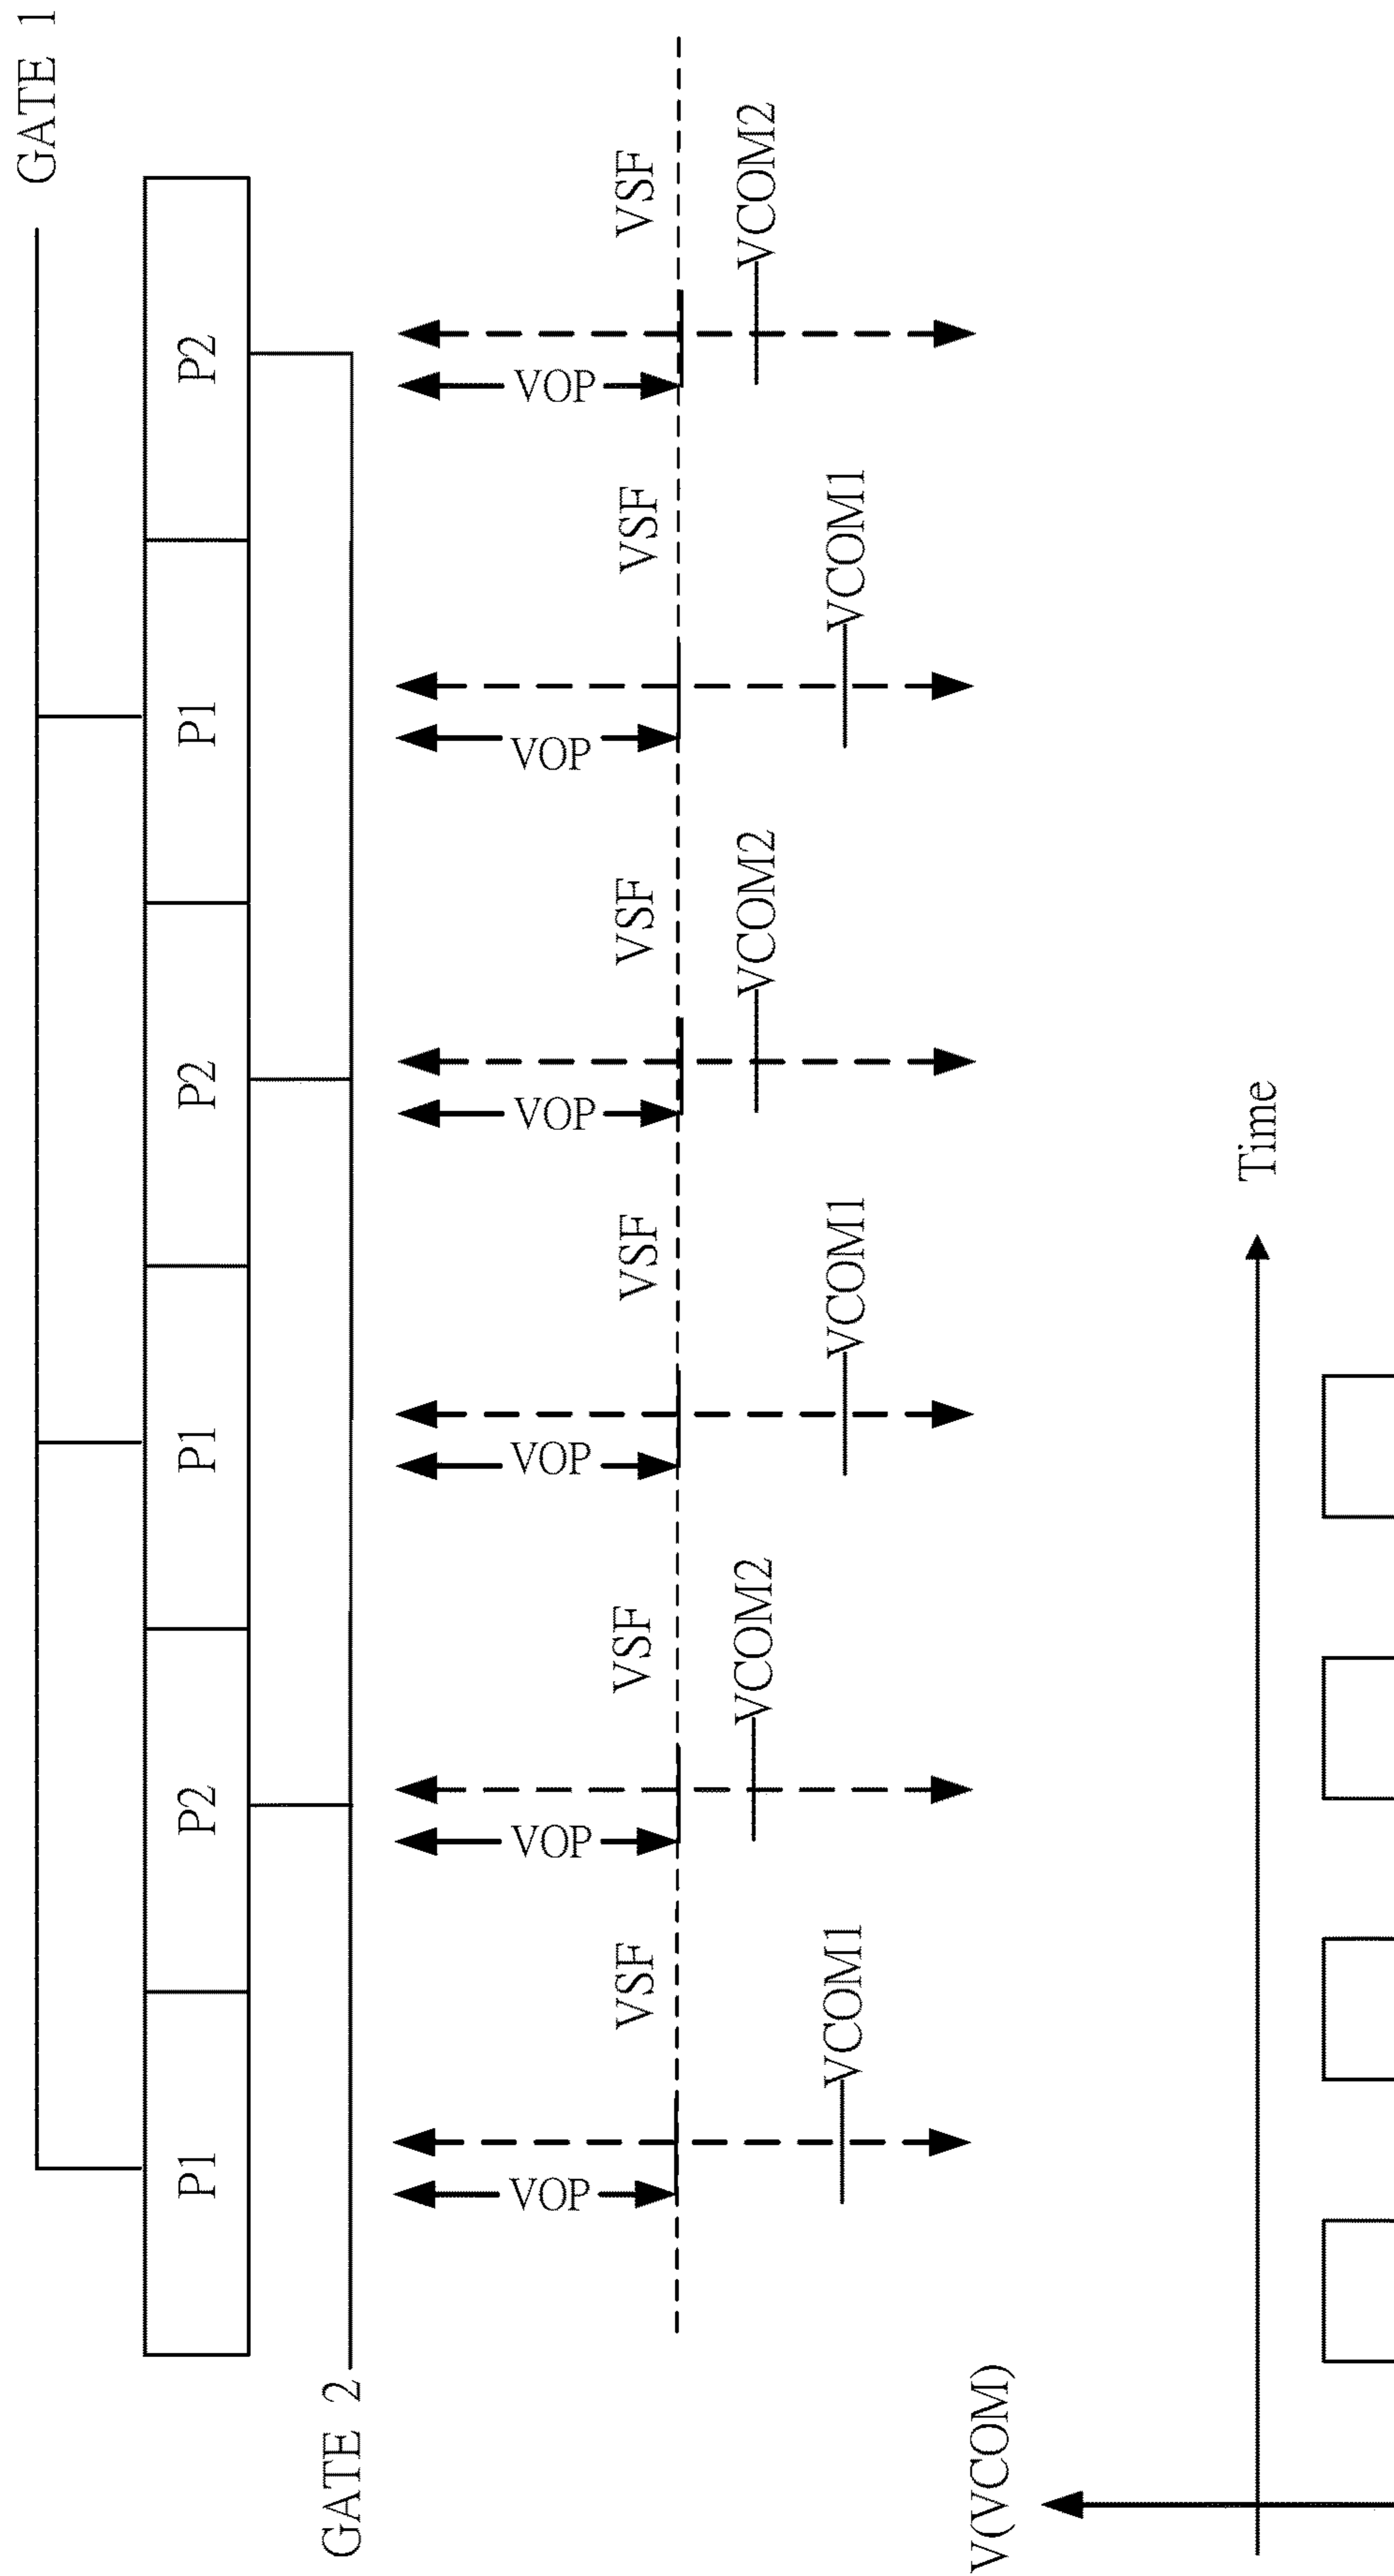 GATE 1
P1 P2 P1 P2 P1 P2
GATE 2
VOP VOP VOP VOP VOP VOP
VSF VSF VSF VSF VSF VSF
VCOM2 VCOM2 VCOM2
VCOM1 VCOM1 VCOM1
V(VCOM)
Time